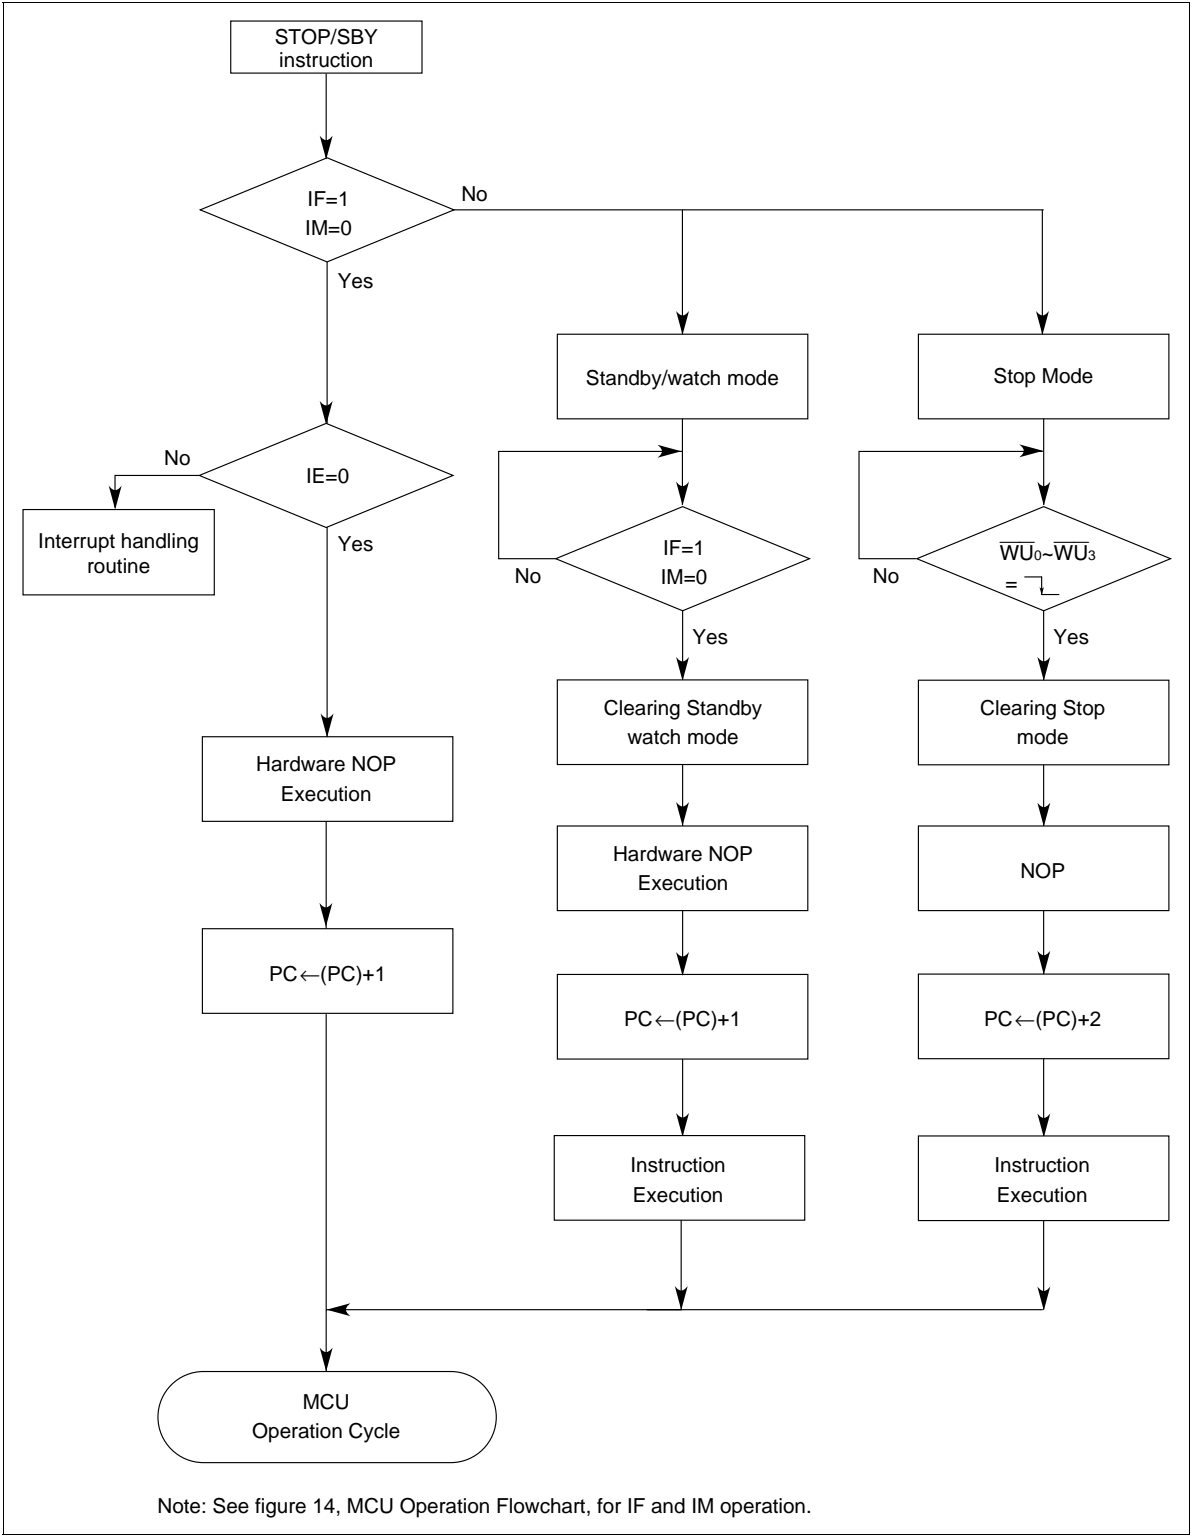 STOP/SBY
instruction
IF=1
IM=0
No
Yes
IE=0
No
Yes
Interrupt handling
routine
Hardware NOP
Execution
PC←(PC)+1
Standby/watch mode
IF=1
IM=0
No
Yes
Clearing Standby
watch mode
Hardware NOP
Execution
PC←(PC)+1
Instruction
Execution
Stop Mode
W̅U̅0~W̅U̅3
=
No
Yes
Clearing Stop
mode
NOP
PC←(PC)+2
Instruction
Execution
MCU
Operation Cycle
Note: See figure 14, MCU Operation Flowchart, for IF and IM operation.